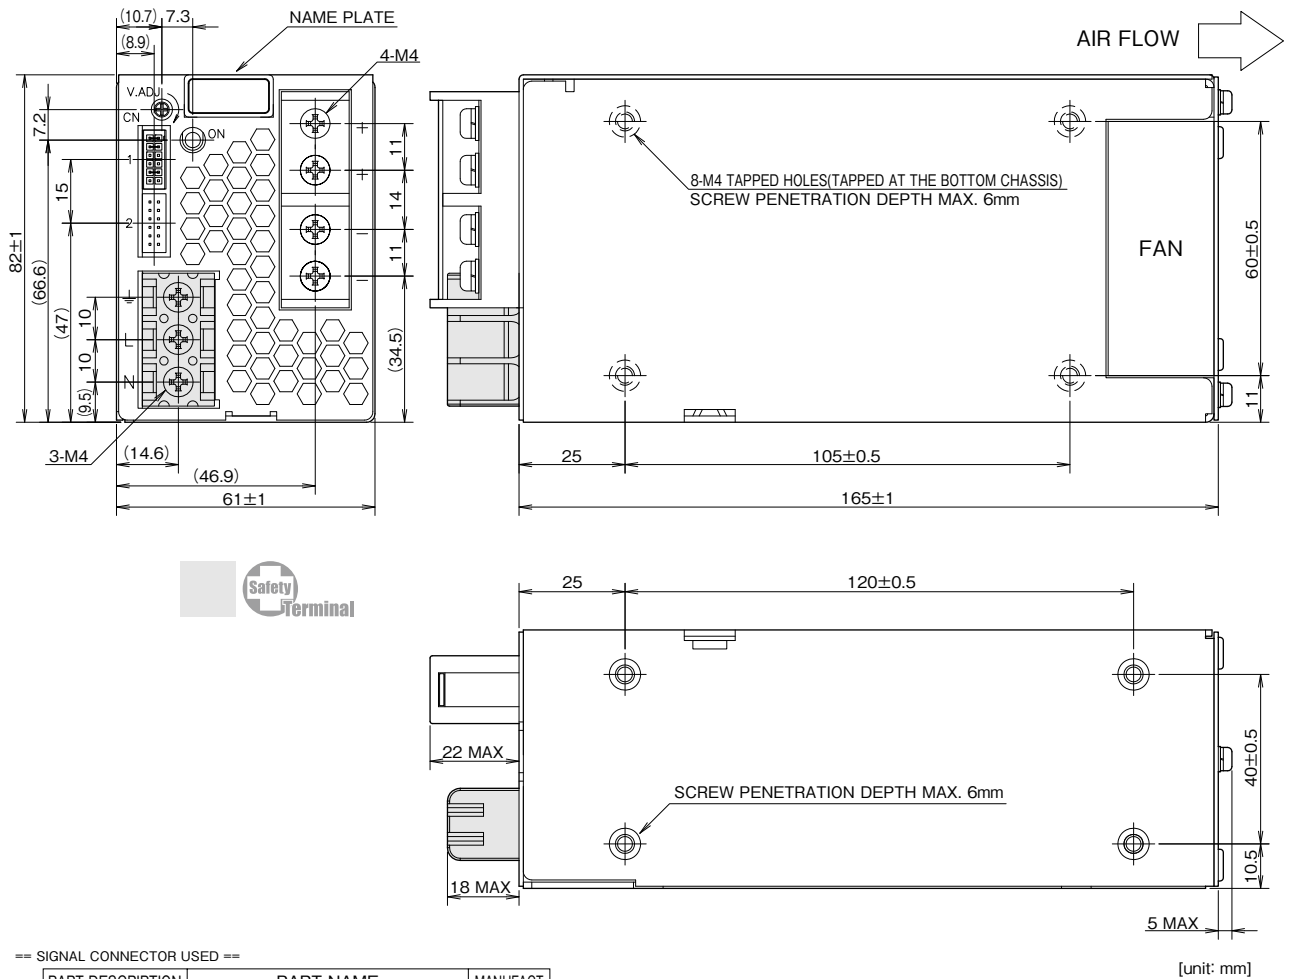 (10.7) 7.3 NAME PLATE
(8.9)
4-M4
AIR FLOW
V.ADJ
CN
ON
7.2
+
+
11
1
8-M4 TAPPED HOLES(TAPPED AT THE BOTTOM CHASSIS)
SCREW PENETRATION DEPTH MAX. 6mm
15
14
2
−
11
FAN
60±0.5
82±1
(66.6)
(47)
−
10
L
10
N
(34.5)
(9.5)
11
3-M4
(14.6)
25
105±0.5
(46.9)
61±1
165±1
Safety
Terminal
25
120±0.5
22 MAX
40±0.5
SCREW PENETRATION DEPTH MAX. 6mm
18 MAX
10.5
5 MAX
== SIGNAL CONNECTOR USED ==
[unit: mm]
PART DESCRIPTION PART NAME MANUFACT